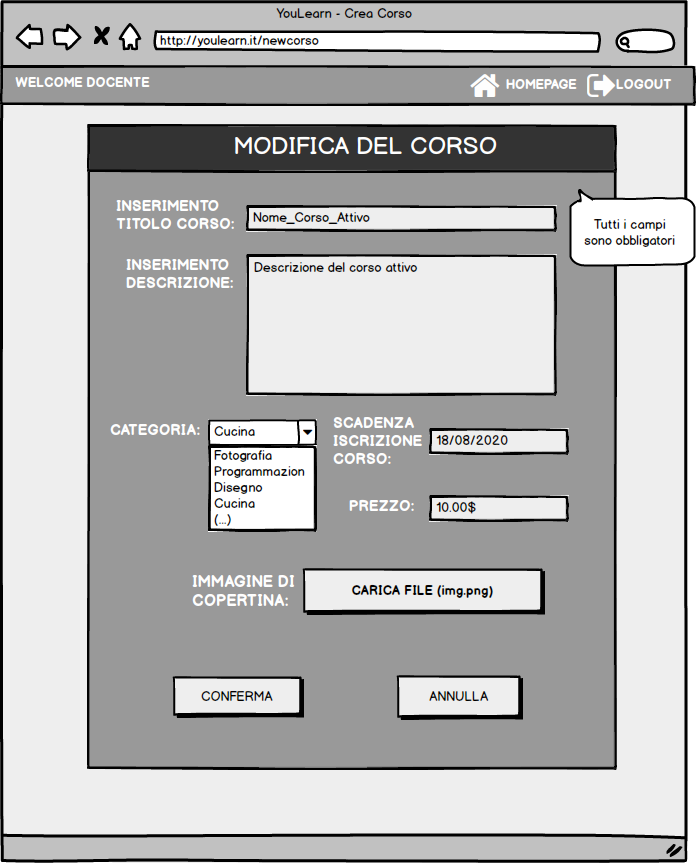 YouLearn - Crea Corso
http://youlearn.it/newcorso
WELCOME DOCENTE
HOMEPAGE
LOGOUT
MODIFICA DEL CORSO
INSERIMENTO
TITOLO CORSO:
Nome_Corso_Attivo
Tutti i campi
sono obbligatori
INSERIMENTO
DESCRIZIONE:
Descrizione del corso attivo
CATEGORIA:
Cucina
Fotografia
Programmazion
Disegno
Cucina
(...)
SCADENZA
ISCRIZIONE
CORSO:
18/08/2020
PREZZO:
10.00$
IMMAGINE DI
COPERTINA:
CARICA FILE (img.png)
CONFERMA
ANNULLA